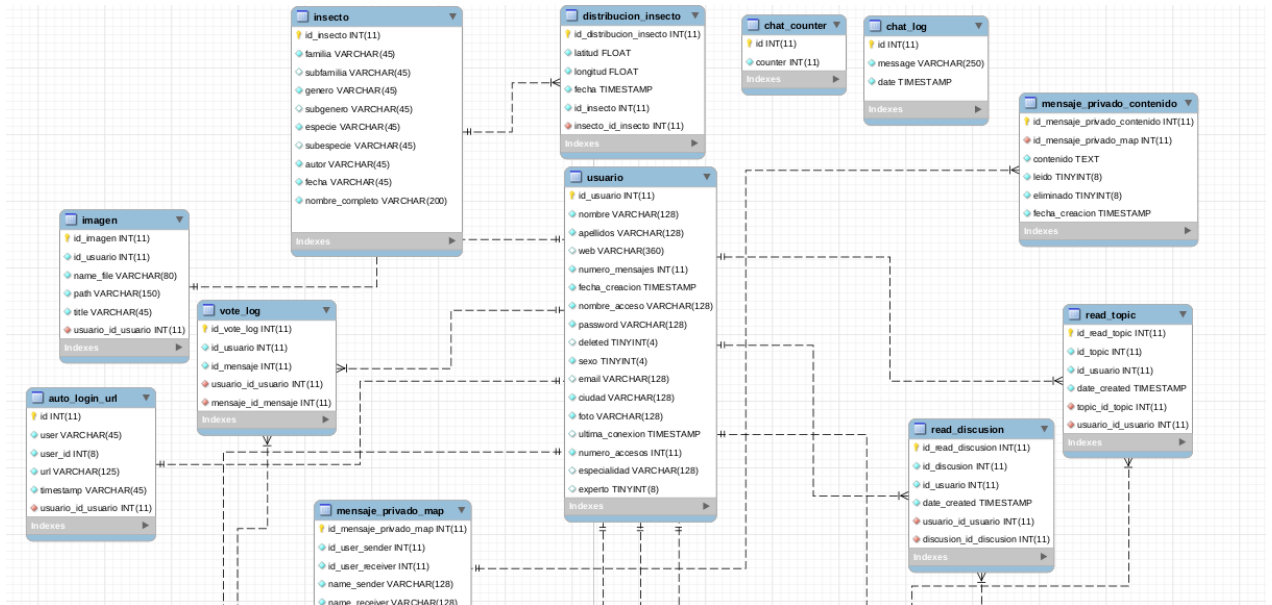 insecto
id_insecto INT(11)
familia VARCHAR(45)
subfamilia VARCHAR(45)
genero VARCHAR(45)
subgenero VARCHAR(45)
especie VARCHAR(45)
subespecie VARCHAR(45)
autor VARCHAR(45)
fecha VARCHAR(45)
nombre_completo VARCHAR(200)
Indexes
distribucion_insecto
id_distribucion_insecto INT(11)
latitud FLOAT
longitud FLOAT
fecha TIMESTAMP
id_insecto INT(11)
insecto_id_insecto INT(11)
Indexes
chat_counter
id INT(11)
counter INT(11)
Indexes
chat_log
id INT(11)
message VARCHAR(250)
date TIMESTAMP
Indexes
mensaje_privado_contenido
id_mensaje_privado_contenido INT(11)
id_mensaje_privado_map INT(11)
contenido TEXT
leido TINYINT(8)
eliminado TINYINT(8)
fecha_creacion TIMESTAMP
Indexes
usuario
id_usuario INT(11)
nombre VARCHAR(128)
apellidos VARCHAR(128)
web VARCHAR(360)
numero_mensajes INT(11)
fecha_creacion TIMESTAMP
nombre_acceso VARCHAR(128)
password VARCHAR(128)
deleted TINYINT(4)
sexo TINYINT(4)
email VARCHAR(128)
ciudad VARCHAR(128)
foto VARCHAR(128)
ultima_conexion TIMESTAMP
numero_accesos INT(11)
especialidad VARCHAR(128)
experto TINYINT(8)
Indexes
imagen
id_imagen INT(11)
id_usuario INT(11)
name_file VARCHAR(80)
path VARCHAR(150)
title VARCHAR(45)
usuario_id_usuario INT(11)
Indexes
vote_log
id_vote_log INT(11)
id_usuario INT(11)
id_mensaje INT(11)
usuario_id_usuario INT(11)
mensaje_id_mensaje INT(11)
Indexes
read_topic
id_read_topic INT(11)
id_topic INT(11)
id_usuario INT(11)
date_created TIMESTAMP
topic_id_topic INT(11)
usuario_id_usuario INT(11)
Indexes
auto_login_url
id INT(11)
user VARCHAR(45)
user_id INT(8)
url VARCHAR(125)
timestamp VARCHAR(45)
usuario_id_usuario INT(11)
Indexes
read_discusion
id_read_discusion INT(11)
id_discusion INT(11)
id_usuario INT(11)
date_created TIMESTAMP
usuario_id_usuario INT(11)
discusion_id_discusion INT(11)
Indexes
mensaje_privado_map
id_mensaje_privado_map INT(11)
id_user_sender INT(11)
id_user_receiver INT(11)
name_sender VARCHAR(128)
name_receiver VARCHAR(128)